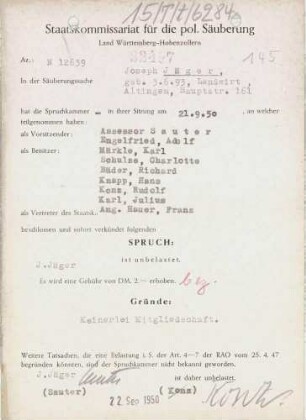 15/T/H/6284
Staatskommissariat für die pol. Säuberung
Land Württemberg-Hohenzollern
Az.: N 12659
145
In der Säuberungssache
Joseph Jäger,
geb. 3.6.93, Landwirt
Altingen, Hauptstr. 161
hat die Spruchkammer — in ihrer Sitzung am 21.9.50, an welcher
teilgenommen haben:
als Vorsitzender: Assessor Sauter
als Beisitzer: Engelfried, Adolf
Märkle, Karl
Schulze, Charlotte
Bäder, Richard
Knapp, Hans
Konz, Rudolf
Karl, Julius
als Vertreter des Staatsk.: Ang. Hauer, Franz
beschlossen und sofort verkündet folgenden
SPRUCH:
J.Jäger ist unbelastet.
Es wird eine Gebühr von DM. 2.— erhoben. bez.
Gründe:
Keinerlei Mitgliedschaft.
Weitere Tatsachen, die eine Erfassung i. S. der Art. 4—7 der RAO vom 25. 4. 47
begründen könnten, sind der Spruchkammer nicht bekannt geworden.
J.Jäger ist daher unbelastet.
(Sauter) (Konz)
22. Sep. 1950